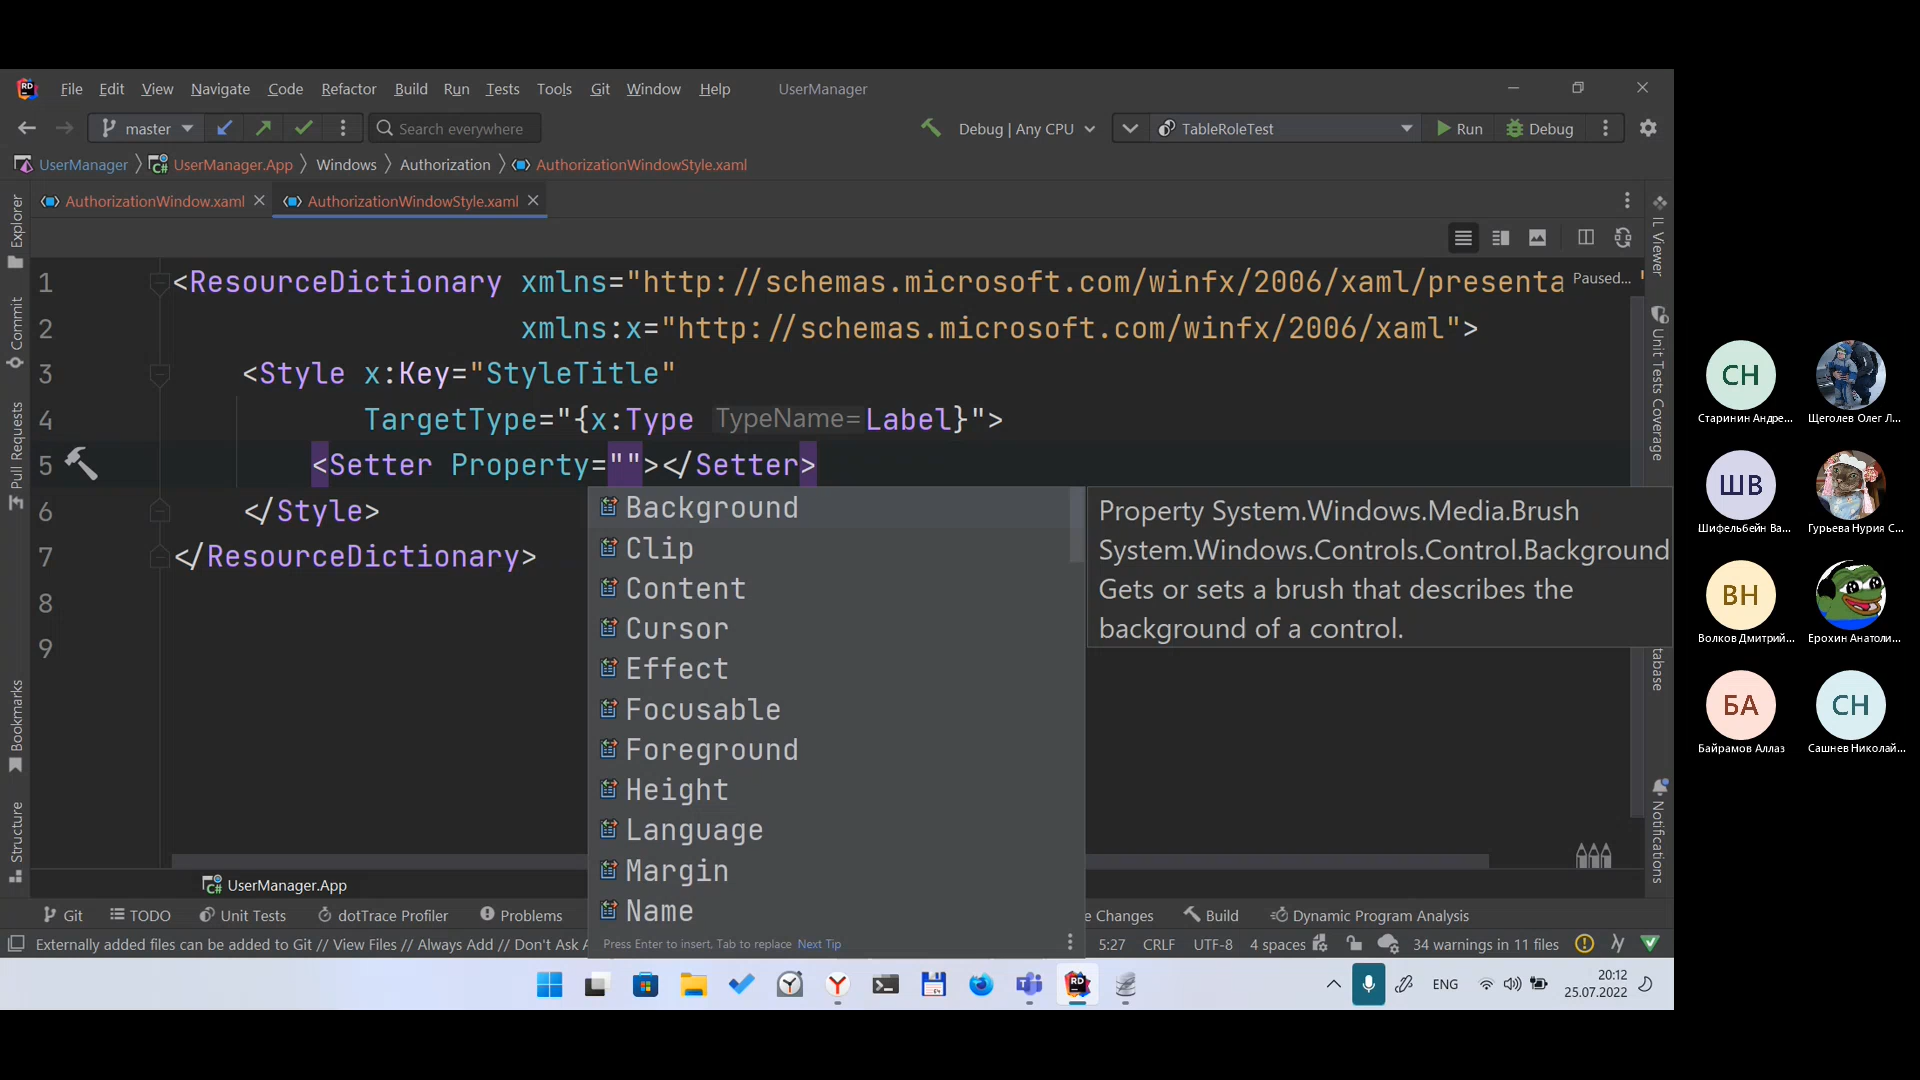 File Edit View Navigate Code Refactor Build Run Tests Tools Git Window Help UserManager
master Search everywhere Debug | Any CPU TableRoleTest Run Debug
UserManager UserManager.App Windows Authorization AuthorizationWindowStyle.xaml
AuthorizationWindow.xaml AuthorizationWindowStyle.xaml
Explorer
Commit
Pull Requests
Bookmarks
Structure
1 <ResourceDictionary xmlns="http://schemas.microsoft.com/winfx/2006/xaml/presenta Paused...
2 xmlns:x="http://schemas.microsoft.com/winfx/2006/xaml">
3 <Style x:Key="StyleTitle"
4 TargetType="{x:Type TypeName=Label}">
5 <Setter Property=""></Setter>
6 </Style>
7 </ResourceDictionary>
8
9
Background
Clip
Content
Cursor
Effect
Focusable
Foreground
Height
Language
Margin
Name
Press Enter to insert, Tab to replace Next Tip
Property System.Windows.Media.Brush
System.Windows.Controls.Control.Background
Gets or sets a brush that describes the
background of a control.
IL Viewer
Unit Tests Coverage
tabase
Notifications
UserManager.App
Git TODO Unit Tests dotTrace Profiler Problems e Changes Build Dynamic Program Analysis
Externally added files can be added to Git // View Files // Always Add // Don't Ask A 5:27 CRLF UTF-8 4 spaces 34 warnings in 11 files
ENG 20:12
25.07.2022
СН
Старинин Андре... Щеголев Олег Л...
ШВ
Шифельбейн Ва... Гурьева Нурия С...
ВН
Волков Дмитрий... Ерохин Анатоли...
БА СН
Байрамов Аллаз Сашнев Николай...